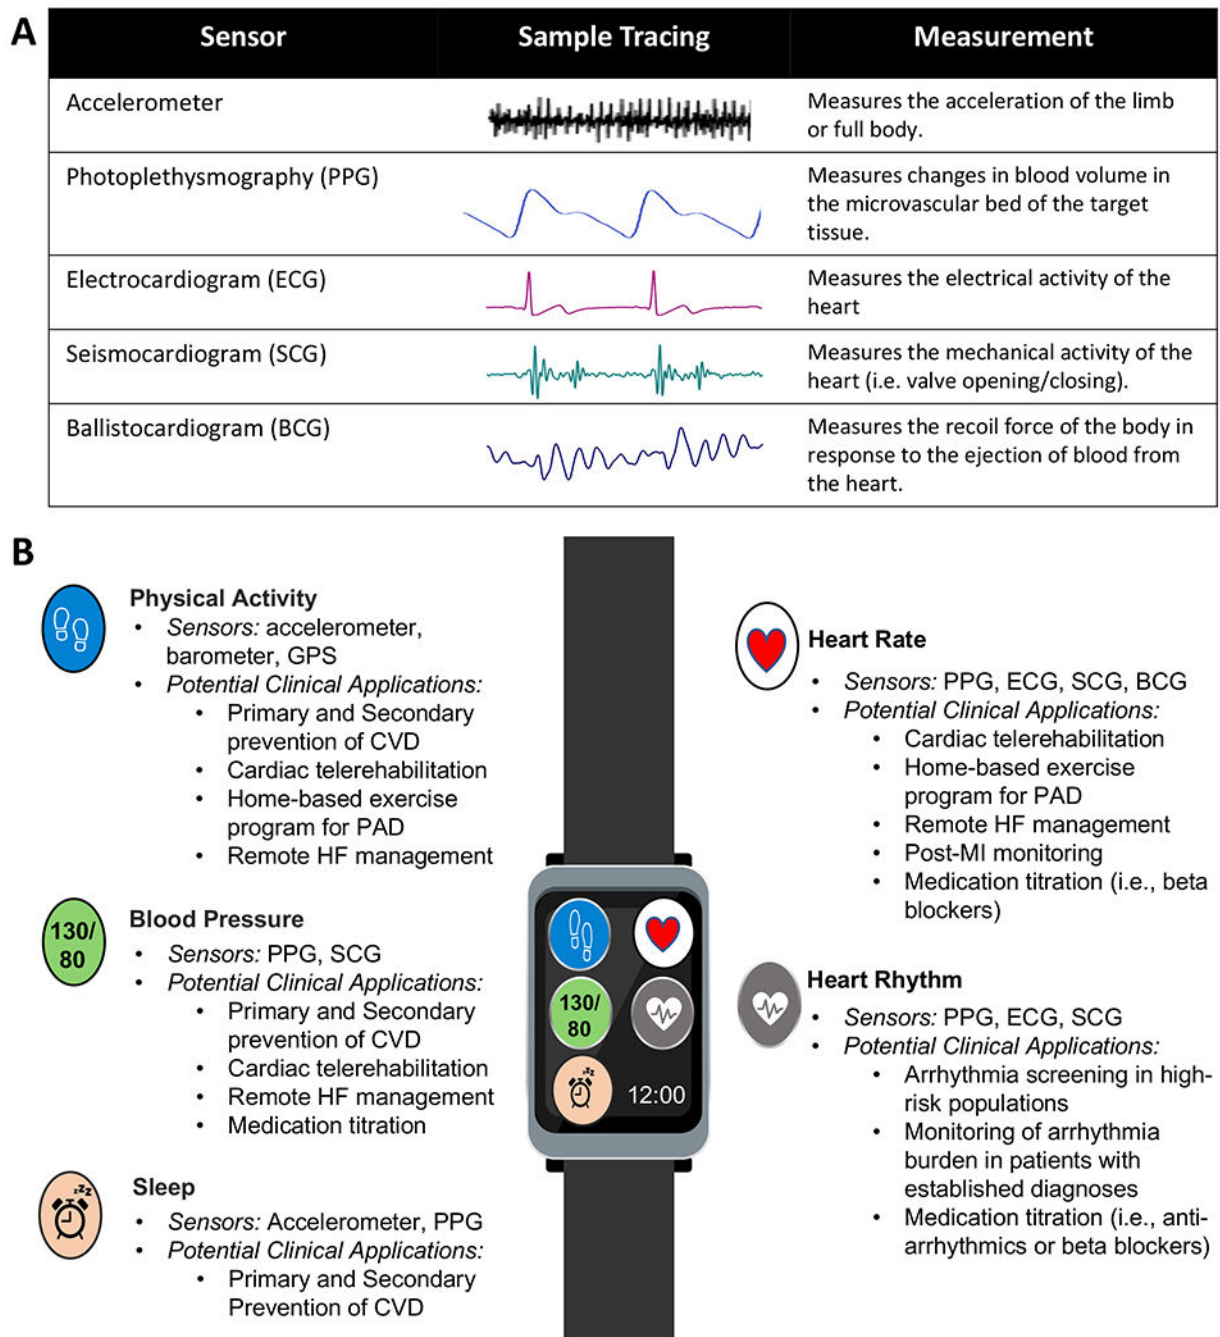 A
Sensor Sample Tracing Measurement
Accelerometer
Measures the acceleration of the limb
or full body.
Photoplethysmography (PPG)
Measures changes in blood volume in
the microvascular bed of the target
tissue.
Electrocardiogram (ECG)
Measures the electrical activity of the
heart
Seismocardiogram (SCG)
Measures the mechanical activity of the
heart (i.e. valve opening/closing).
Ballistocardiogram (BCG)
Measures the recoil force of the body in
response to the ejection of blood from
the heart.
B
Physical Activity
• Sensors: accelerometer,
barometer, GPS
• Potential Clinical Applications:
• Primary and Secondary
prevention of CVD
• Cardiac telerehabilitation
• Home-based exercise
program for PAD
• Remote HF management
130/
80
Blood Pressure
• Sensors: PPG, SCG
• Potential Clinical Applications:
• Primary and Secondary
prevention of CVD
• Cardiac telerehabilitation
• Remote HF management
• Medication titration
zzZ
Sleep
• Sensors: Accelerometer, PPG
• Potential Clinical Applications:
• Primary and Secondary
Prevention of CVD
130/
80
zzZ
12:00
Heart Rate
• Sensors: PPG, ECG, SCG, BCG
• Potential Clinical Applications:
• Cardiac telerehabilitation
• Home-based exercise
program for PAD
• Remote HF management
• Post-MI monitoring
• Medication titration (i.e., beta
blockers)
Heart Rhythm
• Sensors: PPG, ECG, SCG
• Potential Clinical Applications:
• Arrhythmia screening in high-
risk populations
• Monitoring of arrhythmia
burden in patients with
established diagnoses
• Medication titration (i.e., anti-
arrhythmics or beta blockers)